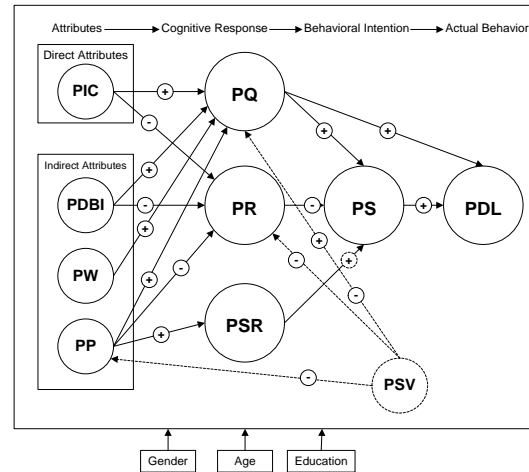 Attributes Cognitive Response Behavioral Intention Actual Behavior
Direct Attributes
PIC
+
-
PQ
+
+
Indirect Attributes
PDBI
+
-
PR
-
PS
+
PDL
PW
+
+
-
+
-
+
-
PP
+
PSR
-
PSV
Gender Age Education